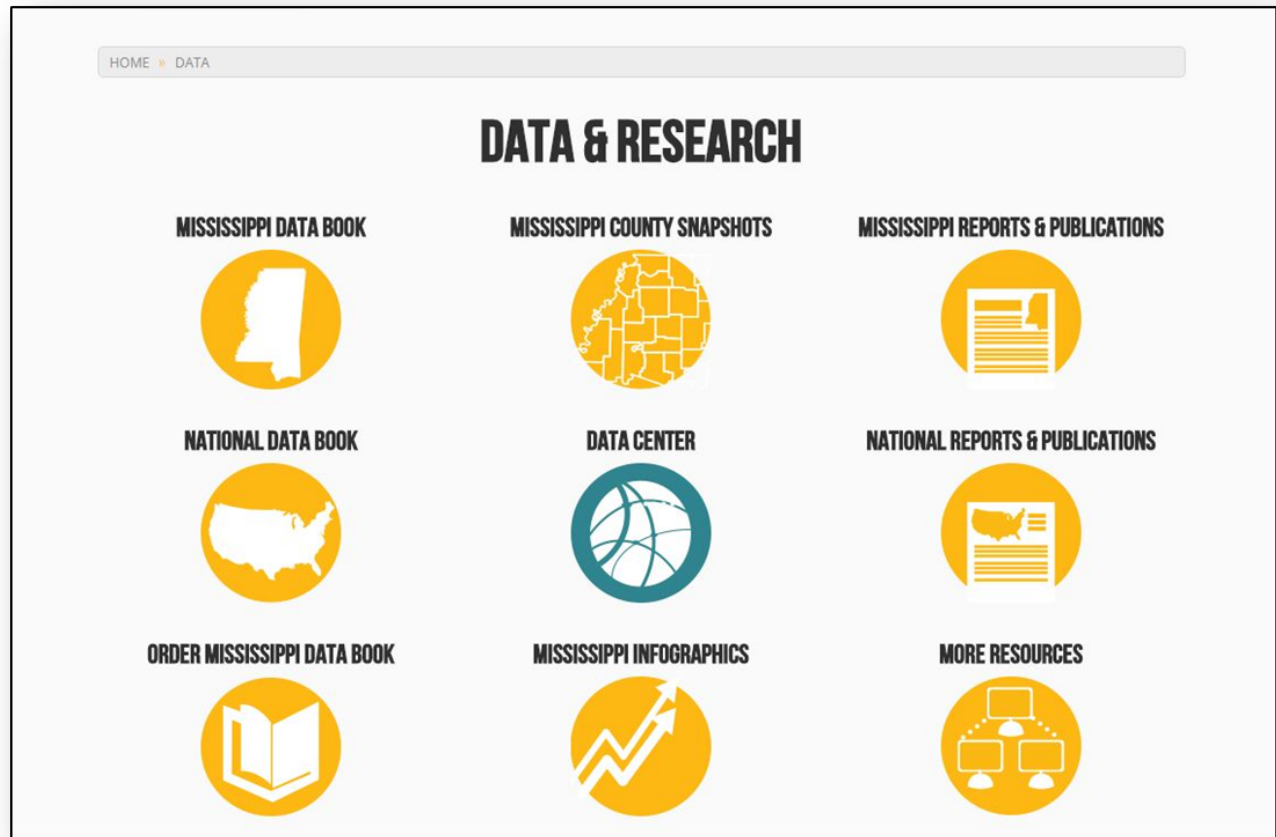 HOME » DATA
DATA & RESEARCH
MISSISSIPPI DATA BOOK
MISSISSIPPI COUNTY SNAPSHOTS
MISSISSIPPI REPORTS & PUBLICATIONS
NATIONAL DATA BOOK
DATA CENTER
NATIONAL REPORTS & PUBLICATIONS
ORDER MISSISSIPPI DATA BOOK
MISSISSIPPI INFOGRAPHICS
MORE RESOURCES